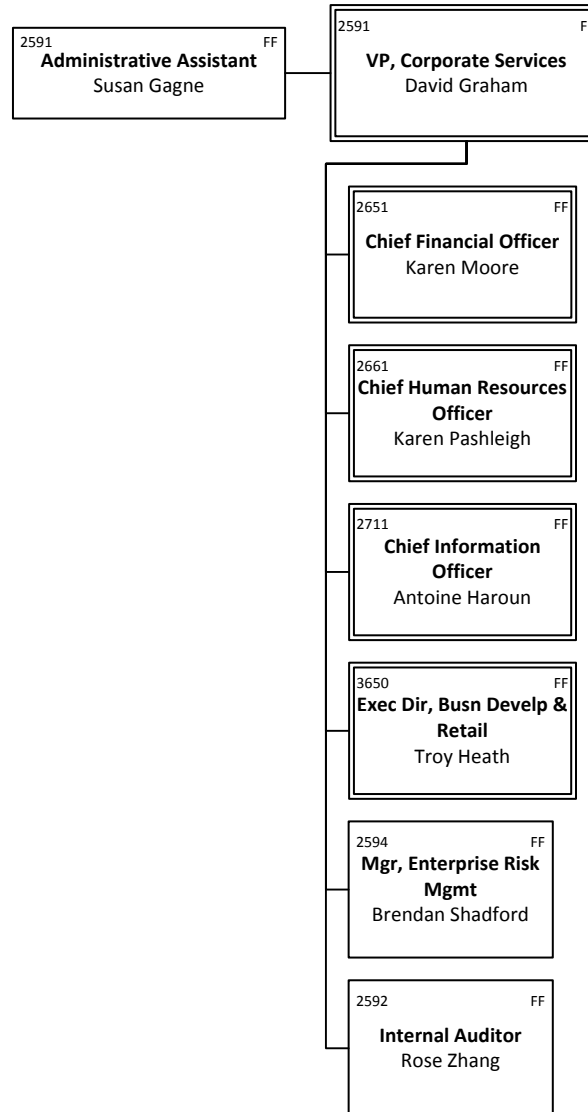 2591 FF
Administrative Assistant
Susan Gagne
2591 F
VP, Corporate Services
David Graham
2651 FF
Chief Financial Officer
Karen Moore
2661 FF
Chief Human Resources
Officer
Karen Pashleigh
2711 FF
Chief Information
Officer
Antoine Haroun
3650 FF
Exec Dir, Busn Develp &
Retail
Troy Heath
2594 FF
Mgr, Enterprise Risk
Mgmt
Brendan Shadford
2592 FF
Internal Auditor
Rose Zhang